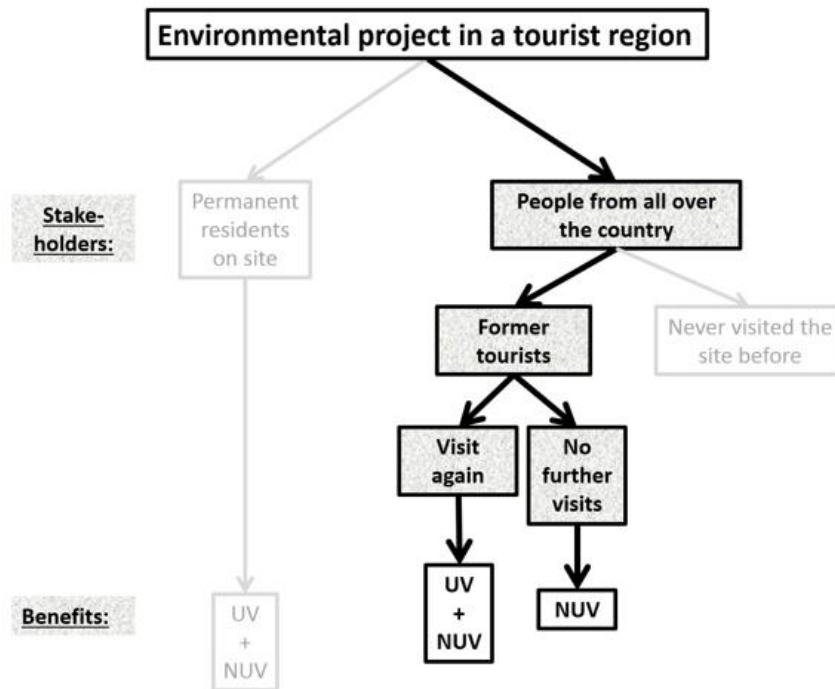 Environmental project in a tourist region
Stake-
holders:
Permanent
residents
on site
People from all over
the country
Former
tourists
Never visited the
site before
Visit
again
No
further
visits
Benefits:
UV
+
NUV
UV
+
NUV
NUV